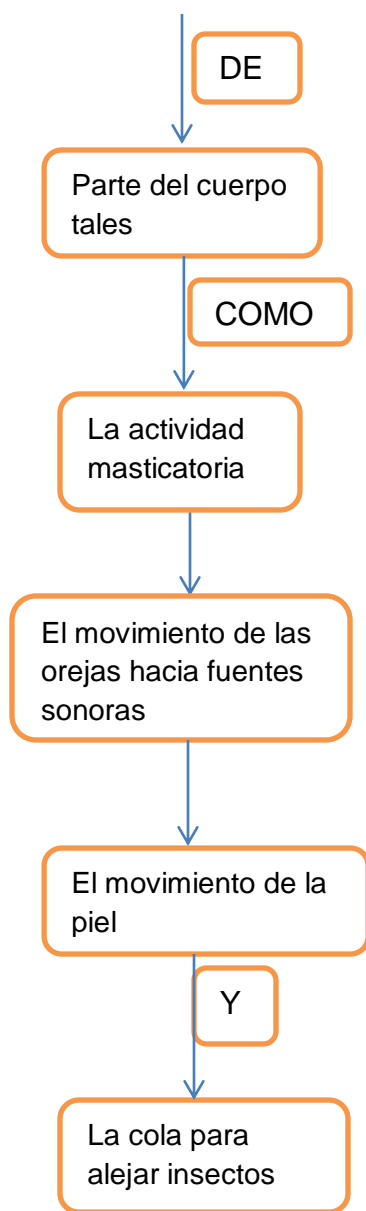 DE
Parte del cuerpo
tales
COMO
La actividad
masticatoria
El movimiento de las
orejas hacia fuentes
sonoras
El movimiento de la
piel
Y
La cola para
alejar insectos